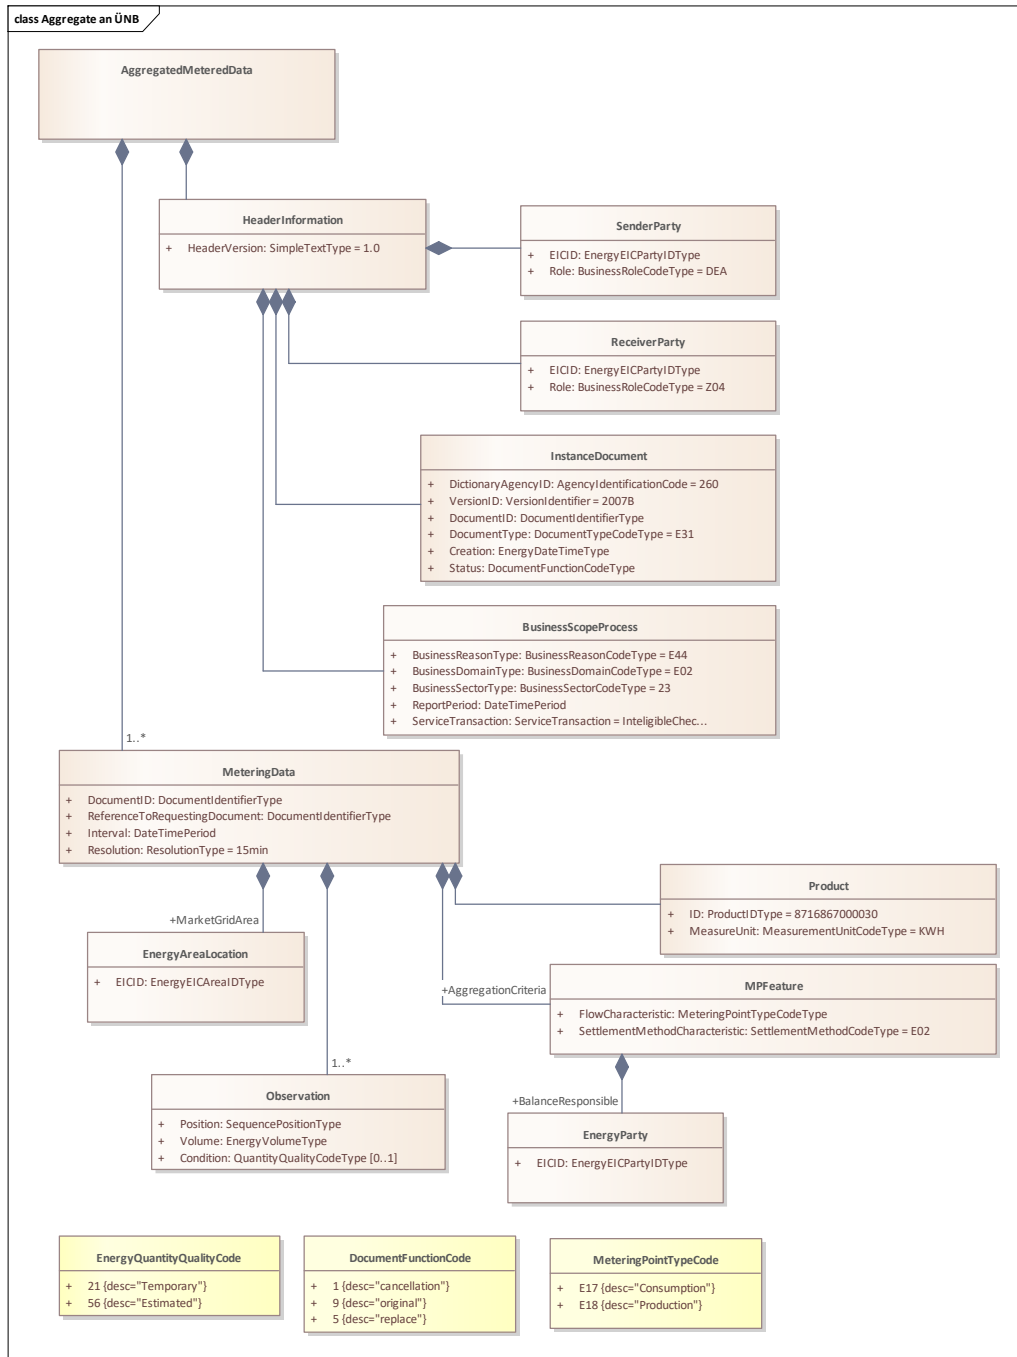 class Aggregate an ÜNB
AggregatedMeteredData
HeaderInformation
+ HeaderVersion: SimpleTextType = 1.0
SenderParty
+ EICID: EnergyEICPartyIDType
+ Role: BusinessRoleCodeType = DEA
ReceiverParty
+ EICID: EnergyEICPartyIDType
+ Role: BusinessRoleCodeType = Z04
InstanceDocument
+ DictionaryAgencyID: AgencyIdentificationCode = 260
+ VersionID: VersionIdentifier = 2007B
+ DocumentID: DocumentIdentifierType
+ DocumentType: DocumentTypeCodeType = E31
+ Creation: EnergyDateTimeType
+ Status: DocumentFunctionCodeType
BusinessScopeProcess
+ BusinessReasonType: BusinessReasonCodeType = E44
+ BusinessDomainType: BusinessDomainCodeType = E02
+ BusinessSectorType: BusinessSectorCodeType = 23
+ ReportPeriod: DateTimePeriod
+ ServiceTransaction: ServiceTransaction = InteligibleChec...
1..*
MeteringData
+ DocumentID: DocumentIdentifierType
+ ReferenceToRequestingDocument: DocumentIdentifierType
+ Interval: DateTimePeriod
+ Resolution: ResolutionType = 15min
Product
+ ID: ProductIDType = 8716867000030
+ MeasureUnit: MeasurementUnitCodeType = KWH
+MarketGridArea
EnergyAreaLocation
+ EICID: EnergyEICAreaIDType
+AggregationCriteria
MPFeature
+ FlowCharacteristic: MeteringPointTypeCodeType
+ SettlementMethodCharacteristic: SettlementMethodCodeType = E02
1..*
Observation
+ Position: SequencePositionType
+ Volume: EnergyVolumeType
+ Condition: QuantityQualityCodeType [0..1]
+BalanceResponsible
EnergyParty
+ EICID: EnergyEICPartyIDType
EnergyQuantityQualityCode
+ 21 {desc="Temporary"}
+ 56 {desc="Estimated"}
DocumentFunctionCode
+ 1 {desc="cancellation"}
+ 9 {desc="original"}
+ 5 {desc="replace"}
MeteringPointTypeCode
+ E17 {desc="Consumption"}
+ E18 {desc="Production"}